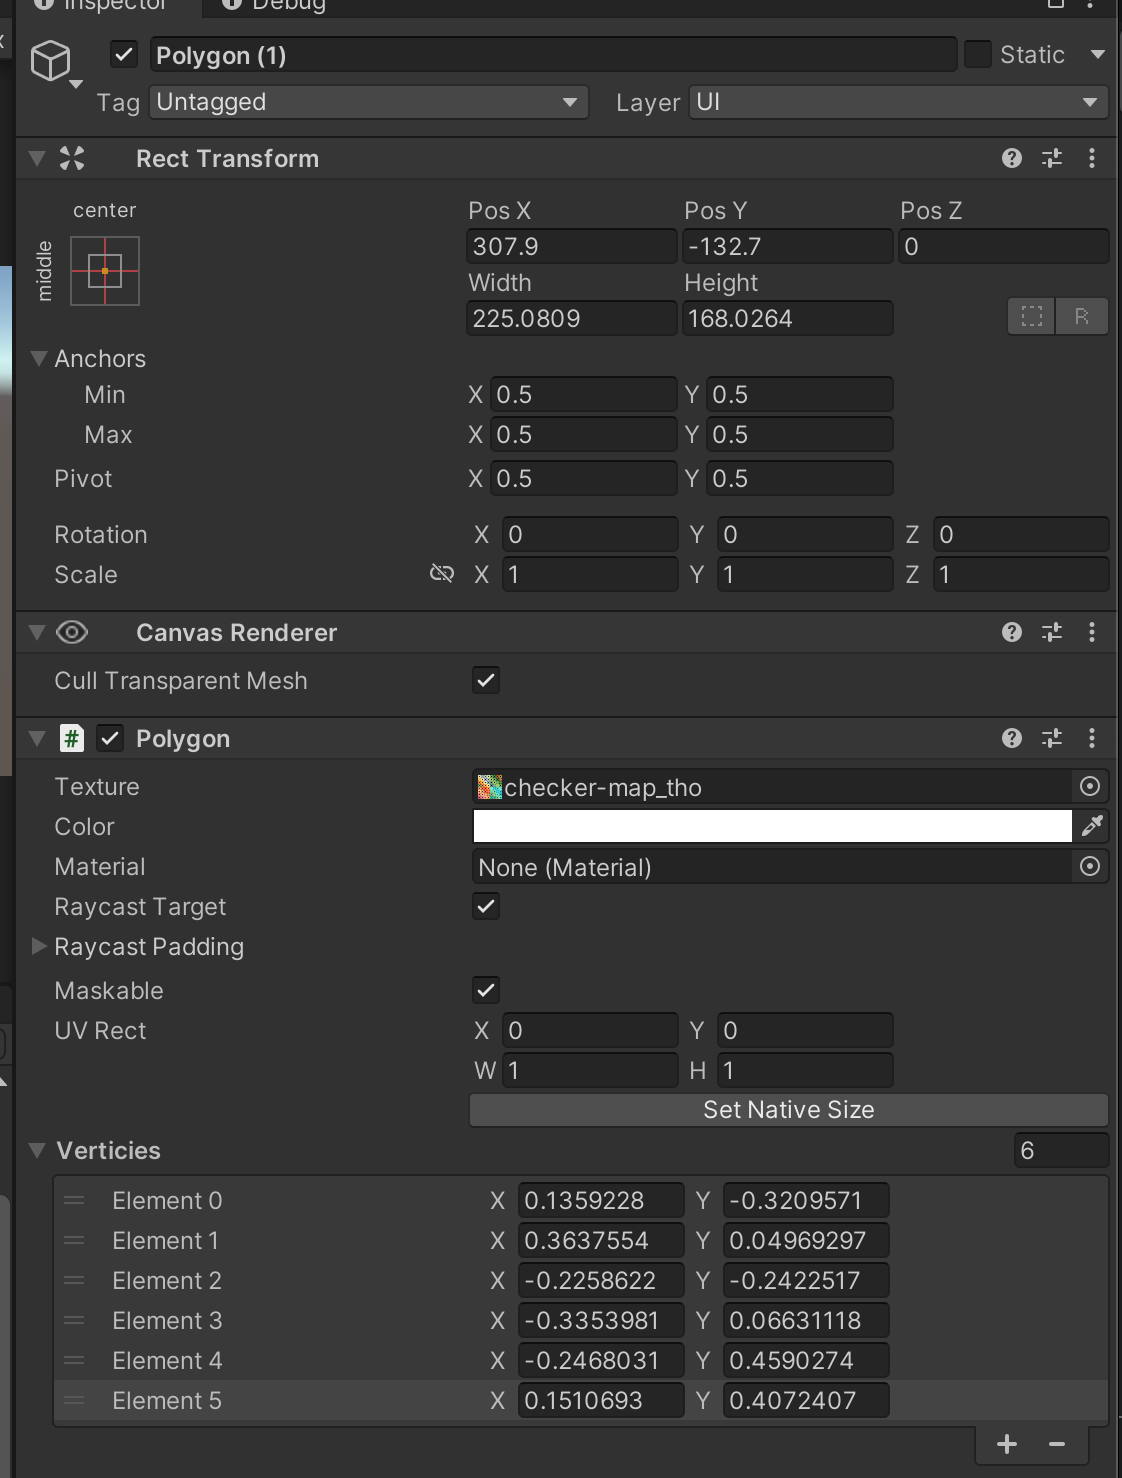 Inspector Debug
Polygon (1) Static
Tag Untagged Layer UI
Rect Transform
center Pos X Pos Y Pos Z
middle 307.9 -132.7 0
Width Height
225.0809 168.0264 R
Anchors
Min X 0.5 Y 0.5
Max X 0.5 Y 0.5
Pivot X 0.5 Y 0.5
Rotation X 0 Y 0 Z 0
Scale X 1 Y 1 Z 1
Canvas Renderer
Cull Transparent Mesh
# Polygon
Texture checker-map_tho
Color
Material None (Material)
Raycast Target
Raycast Padding
Maskable
UV Rect X 0 Y 0
W 1 H 1
Set Native Size
Verticies 6
Element 0 X 0.1359228 Y -0.3209571
Element 1 X 0.3637554 Y 0.04969297
Element 2 X -0.2258622 Y -0.2422517
Element 3 X -0.3353981 Y 0.06631118
Element 4 X -0.2468031 Y 0.4590274
Element 5 X 0.1510693 Y 0.4072407